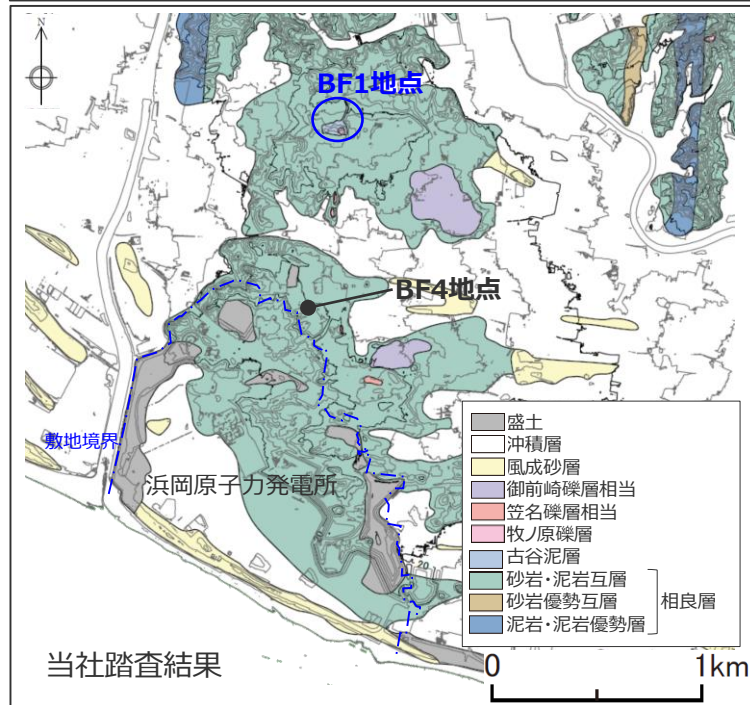 N
BF1地点
BF4地点
敷地境界
浜岡原子力発電所
盛土
沖積層
風成砂層
御前崎礫層相当
笠名礫層相当
牧ノ原礫層
古谷泥層
砂岩・泥岩互層
砂岩優勢互層
泥岩・泥岩優勢層
相良層
当社踏査結果
0 1km